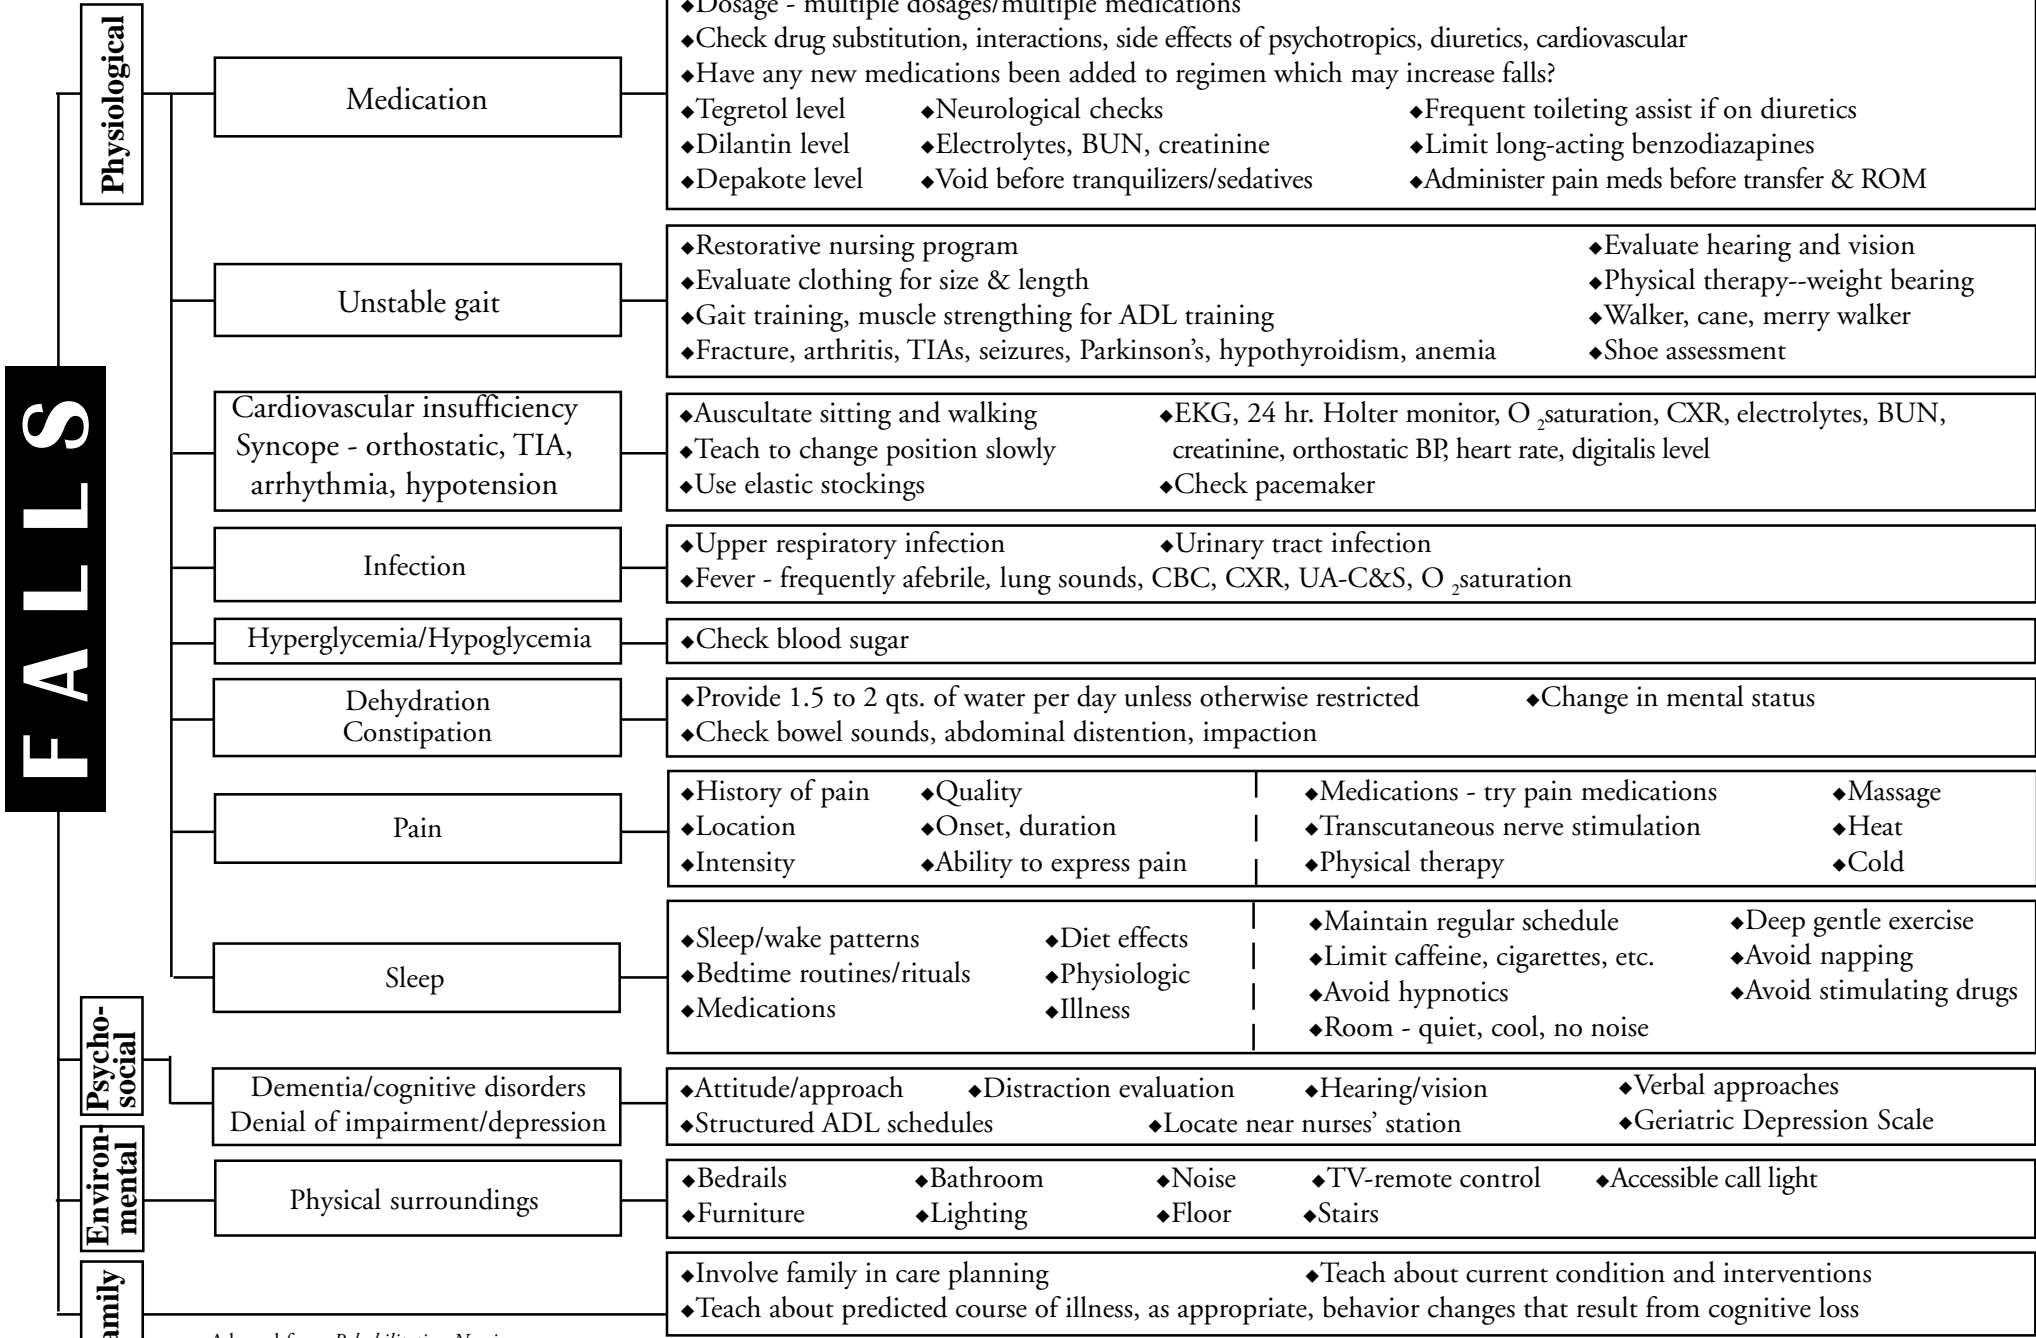 FALLS
Physiological
Medication
◆Dosage - multiple dosages/multiple medications
◆Check drug substitution, interactions, side effects of psychotropics, diuretics, cardiovascular
◆Have any new medications been added to regimen which may increase falls?
◆Tegretol level ◆Neurological checks ◆Frequent toileting assist if on diuretics
◆Dilantin level ◆Electrolytes, BUN, creatinine ◆Limit long-acting benzodiazapines
◆Depakote level ◆Void before tranquilizers/sedatives ◆Administer pain meds before transfer & ROM
Unstable gait
◆Restorative nursing program ◆Evaluate hearing and vision
◆Evaluate clothing for size & length ◆Physical therapy--weight bearing
◆Gait training, muscle strengthing for ADL training ◆Walker, cane, merry walker
◆Fracture, arthritis, TIAs, seizures, Parkinson's, hypothyroidism, anemia ◆Shoe assessment
Cardiovascular insufficiency
Syncope - orthostatic, TIA,
arrhythmia, hypotension
◆Auscultate sitting and walking ◆EKG, 24 hr. Holter monitor, O 2saturation, CXR, electrolytes, BUN,
◆Teach to change position slowly creatinine, orthostatic BP, heart rate, digitalis level
◆Use elastic stockings ◆Check pacemaker
Infection
◆Upper respiratory infection ◆Urinary tract infection
◆Fever - frequently afebrile, lung sounds, CBC, CXR, UA-C&S, O 2saturation
Hyperglycemia/Hypoglycemia
◆Check blood sugar
Dehydration
Constipation
◆Provide 1.5 to 2 qts. of water per day unless otherwise restricted ◆Change in mental status
◆Check bowel sounds, abdominal distention, impaction
Pain
◆History of pain ◆Quality ◆Medications - try pain medications ◆Massage
◆Location ◆Onset, duration ◆Transcutaneous nerve stimulation ◆Heat
◆Intensity ◆Ability to express pain ◆Physical therapy ◆Cold
Sleep
◆Sleep/wake patterns ◆Diet effects
◆Bedtime routines/rituals ◆Physiologic
◆Medications ◆Illness
◆Maintain regular schedule ◆Deep gentle exercise
◆Limit caffeine, cigarettes, etc. ◆Avoid napping
◆Avoid hypnotics ◆Avoid stimulating drugs
◆Room - quiet, cool, no noise
Psycho-
social
Dementia/cognitive disorders
Denial of impairment/depression
◆Attitude/approach ◆Distraction evaluation ◆Hearing/vision ◆Verbal approaches
◆Structured ADL schedules ◆Locate near nurses' station ◆Geriatric Depression Scale
Environ-
mental
Physical surroundings
◆Bedrails ◆Bathroom ◆Noise ◆TV-remote control ◆Accessible call light
◆Furniture ◆Lighting ◆Floor ◆Stairs
amily
◆Involve family in care planning ◆Teach about current condition and interventions
◆Teach about predicted course of illness, as appropriate, behavior changes that result from cognitive loss